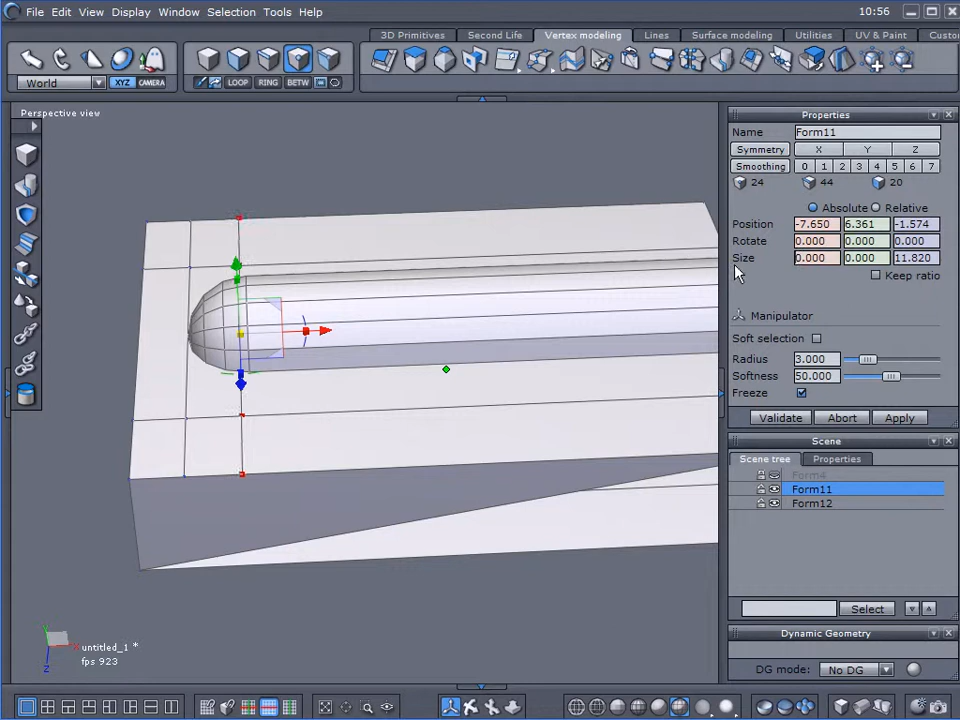 File Edit View Display Window Selection Tools Help 10:56
3D Primitives Second Life Vertex modeling Lines Surface modeling Utilities UV & Paint Custo
World XYZ CAMERA LOOP RING BETW
Perspective view
Properties
Name Form11
Symmetry X Y Z
Smoothing 0 1 2 3 4 5 6 7
24 44 20
Absolute Relative
Position -7.650 6.361 -1.574
Rotate 0.000 0.000 0.000
Size 0.000 0.000 11.820
Keep ratio
Manipulator
Soft selection
Radius 3.000
Softness 50.000
Freeze
Validate Abort Apply
Scene
Scene tree Properties
Form4
Form11
Form12
Select
Dynamic Geometry
DG mode: No DG
Y
X
Z
untitled_1 *
fps 923